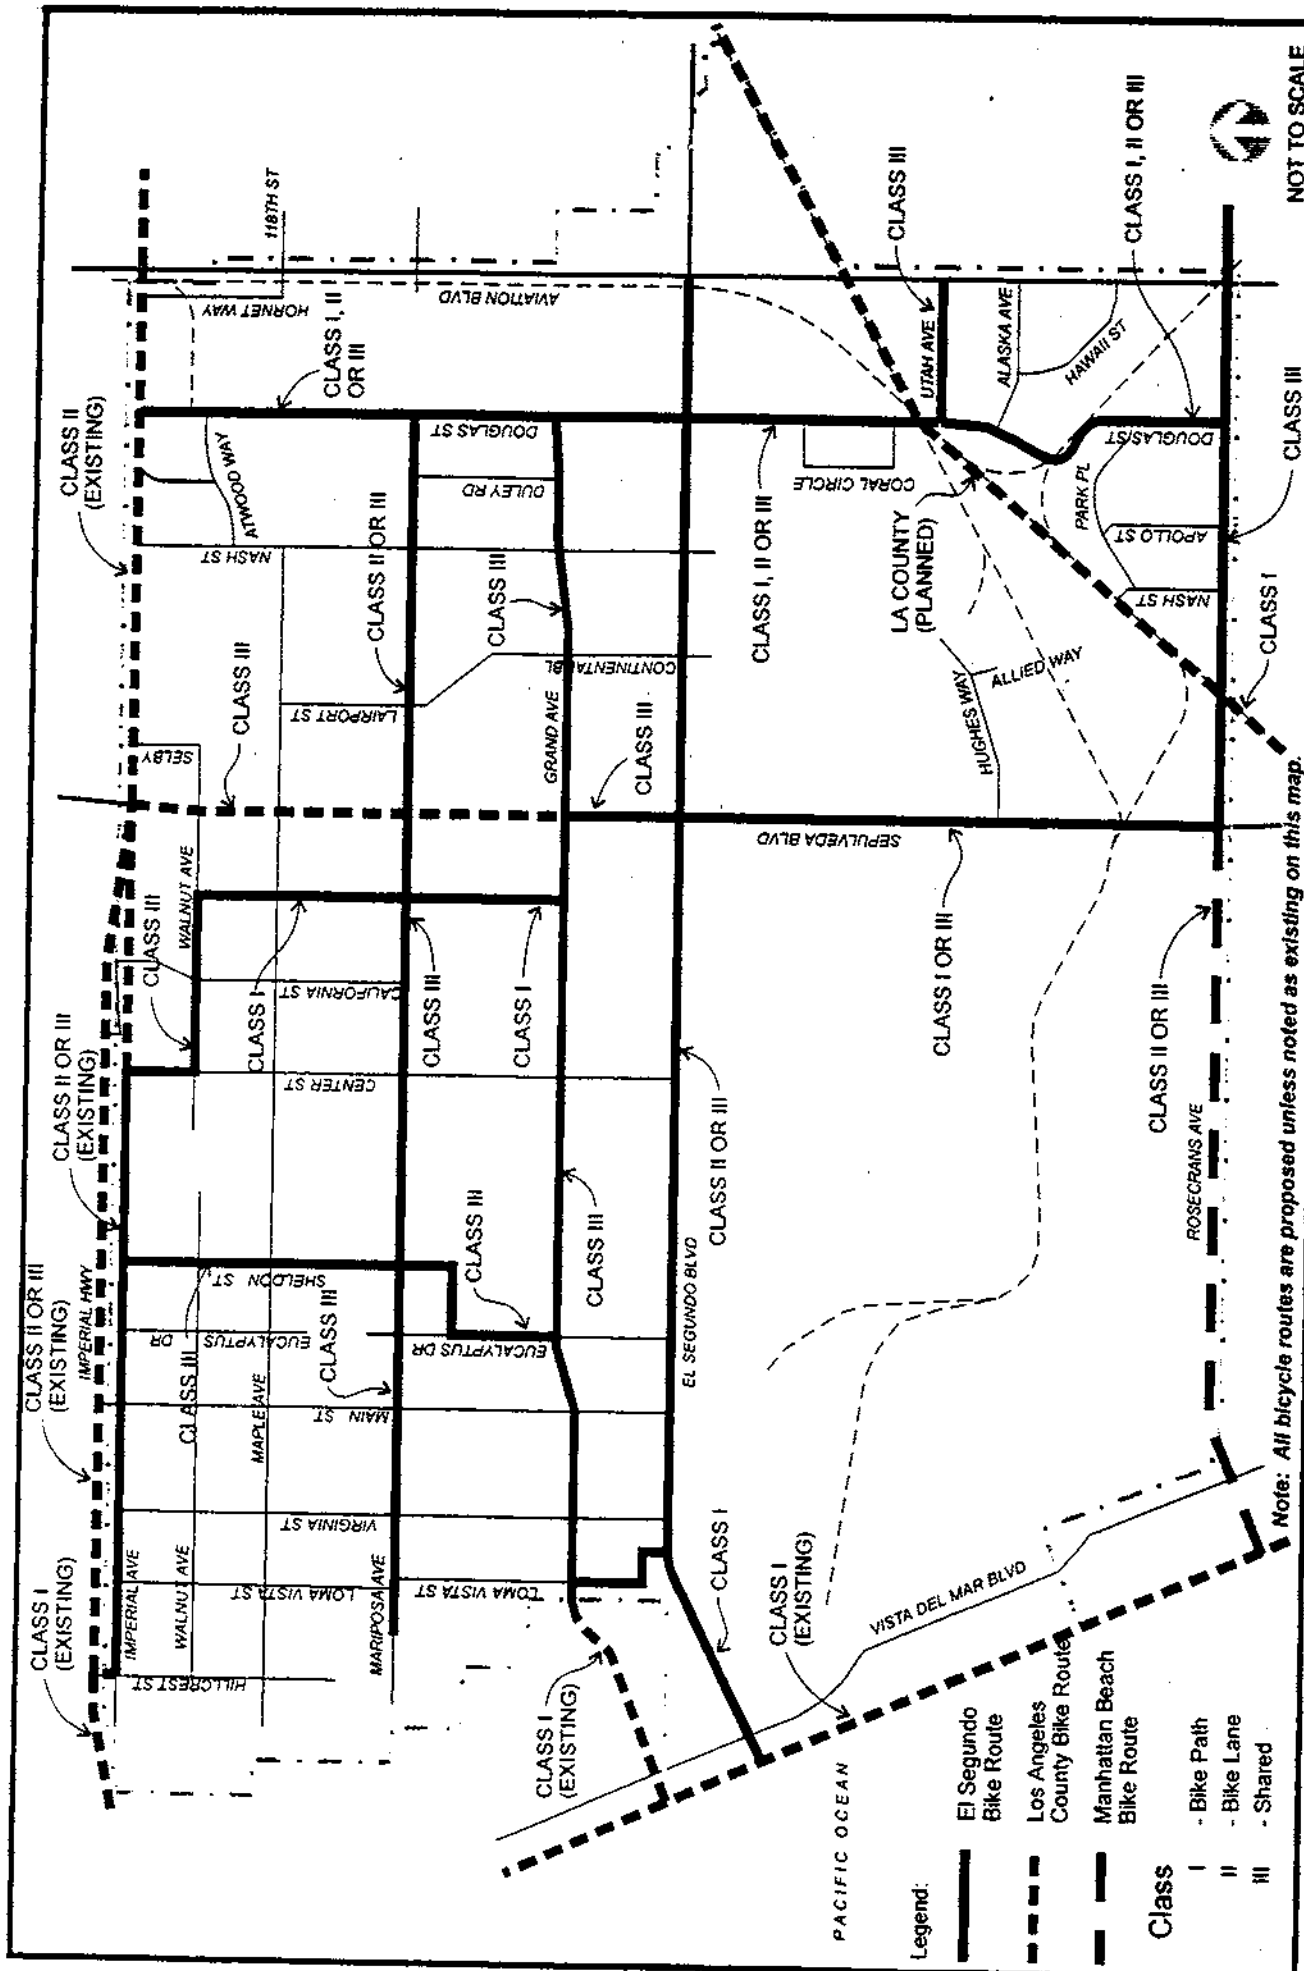 CLASS I
(EXISTING)
CLASS II OR III
(EXISTING)
CLASS II OR III
(EXISTING)
CLASS II
(EXISTING)
IMPERIAL HWY
IMPERIAL AVE
HILLCREST ST
WALNUT AVE
LOMA VISTA ST
VIRGINIA ST
MAPLE AVE
MAIN ST
CLASS III
EUCALYPTUS DR
SHELDON ST
CENTER ST
CALIFORNIA ST
CLASS III
WALNUT AVE
CLASS I
CLASS III
SELBY
LAIRPORT ST
NASH ST
ATWOOD WAY
HORNET WAY
118TH ST
CLASS I, II
OR III
AVIATION BLVD
MARIPOSA AVE
CLASS III
CLASS III
CLASS II OR III
DOUGLAS ST
DULEY RD
LOMA VISTA ST
EUCALYPTUS DR
CLASS III
CLASS I
CLASS III
GRAND AVE
CONTINENTAL BL
CLASS III
CLASS III
CLASS I
(EXISTING)
CLASS I
EL SEGUNDO BLVD
CLASS II OR III
SEPULVEDA BLVD
CLASS I, II OR III
CORAL CIRCLE
CLASS I
(EXISTING)
VISTA DEL MAR BLVD
CLASS I OR III
LA COUNTY
(PLANNED)
HUGHES WAY
ALLIED WAY
UTAH AVE
CLASS III
ALASKA AVE
HAWAII ST
PARK PL
DOUGLAS ST
APOLLO ST
NASH ST
CLASS I, II OR III
CLASS II OR III
ROSECRANS AVE
CLASS I
CLASS III
PACIFIC OCEAN
Legend:
El Segundo
Bike Route
Los Angeles
County Bike Route
Manhattan Beach
Bike Route
Class
I - Bike Path
II - Bike Lane
III - Shared
Note: All bicycle routes are proposed unless noted as existing on this map.
NOT TO SCALE